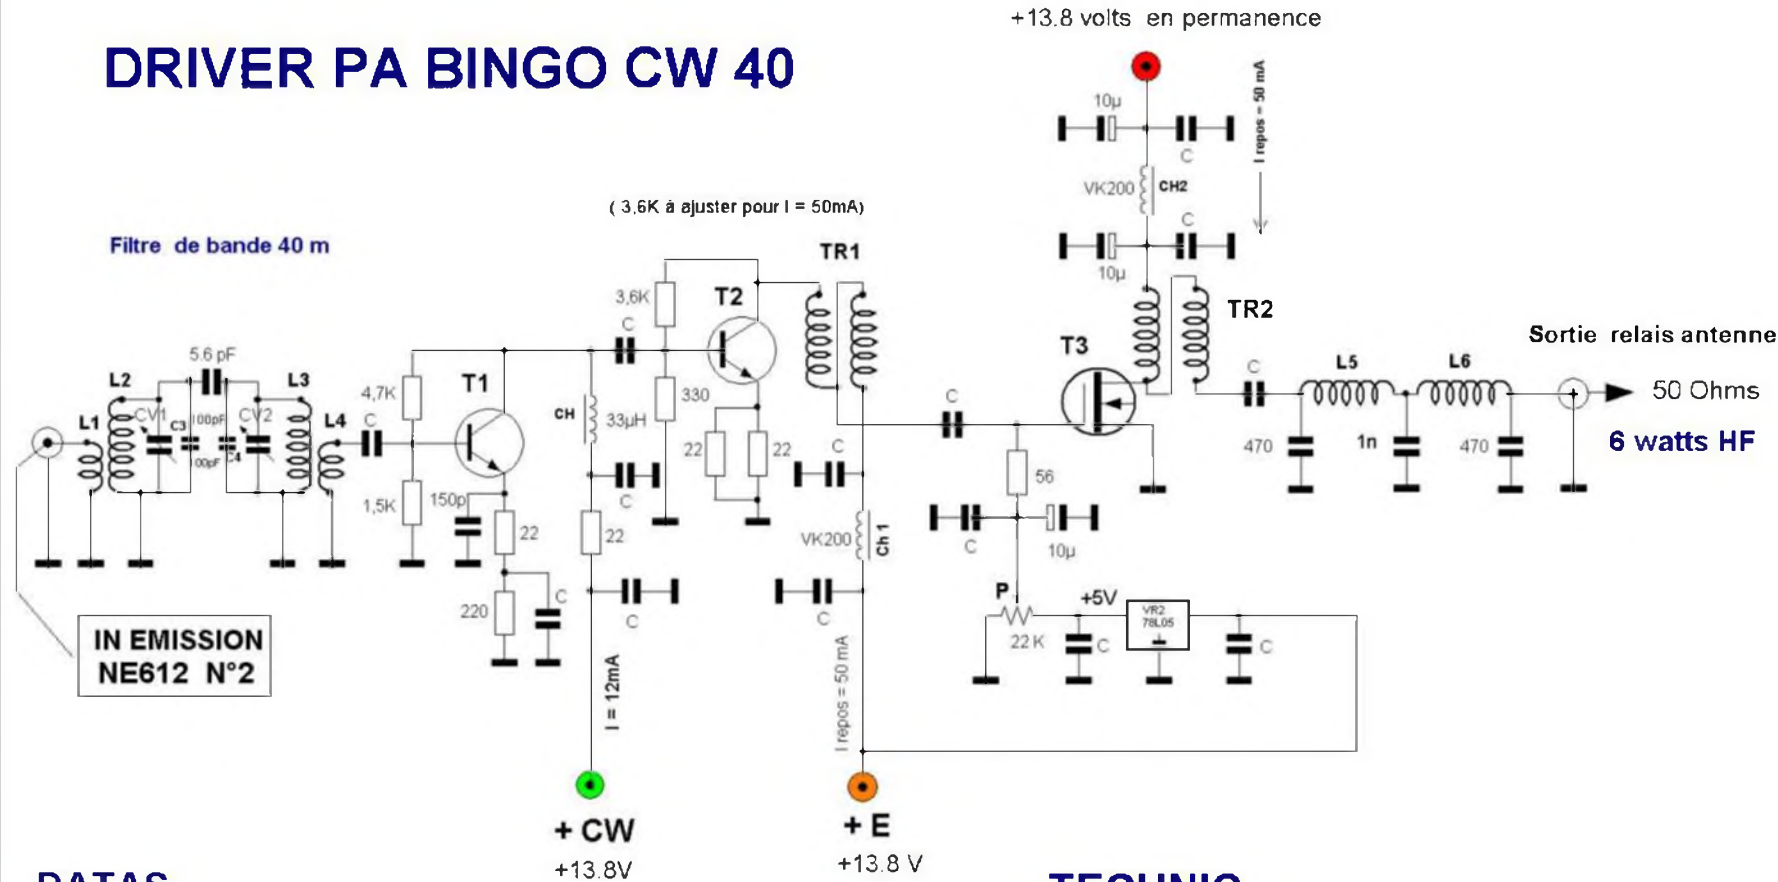 +13.8 volts en permanence
DRIVER PA BINGO CW 40
I repos = 50 mA
10µ
C
VK200
CH2
C
10µ
( 3,6K à ajuster pour I = 50mA)
Filtre de bande 40 m
TR1
3,6K
T2
C
TR2
Sortie relais antenne
T3
5.6 pF
L2
L3
4,7K
T1
CH
33µH
330
C
C
L5
L6
50 Ohms
L1
CV1
C3
100pF
CV2
L4
C
22
22
C
470
1n
470
6 watts HF
100pF
C4
1,5K
150p
22
22
C
VK200
Ch 1
56
C
10µ
220
C
C
C
P
+5V
VR2
78L05
22K
C
C
IN EMISSION
NE612 N°2
I = 12mA
I repos = 50 mA
+ CW
+13.8V
+ E
+13.8 V
DATAS
TECHNIC